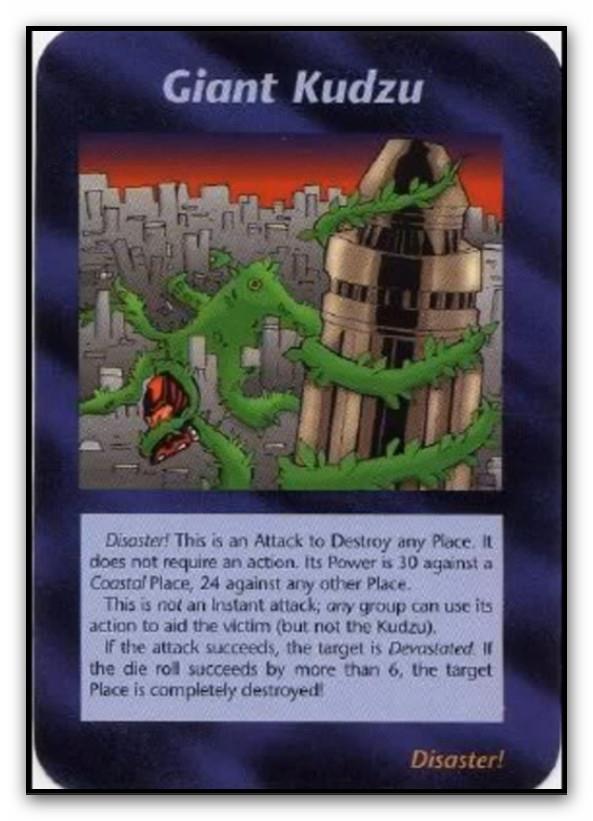 Giant Kudzu
Disaster! This is an Attack to Destroy any Place. It
does not require an action. Its Power is 30 against a
Coastal Place, 24 against any other Place.
This is not an Instant attack; any group can use its
action to aid the victim (but not the Kudzu).
If the attack succeeds, the target is Devastated. If
the die roll succeeds by more than 6, the target
Place is completely destroyed!
Disaster!